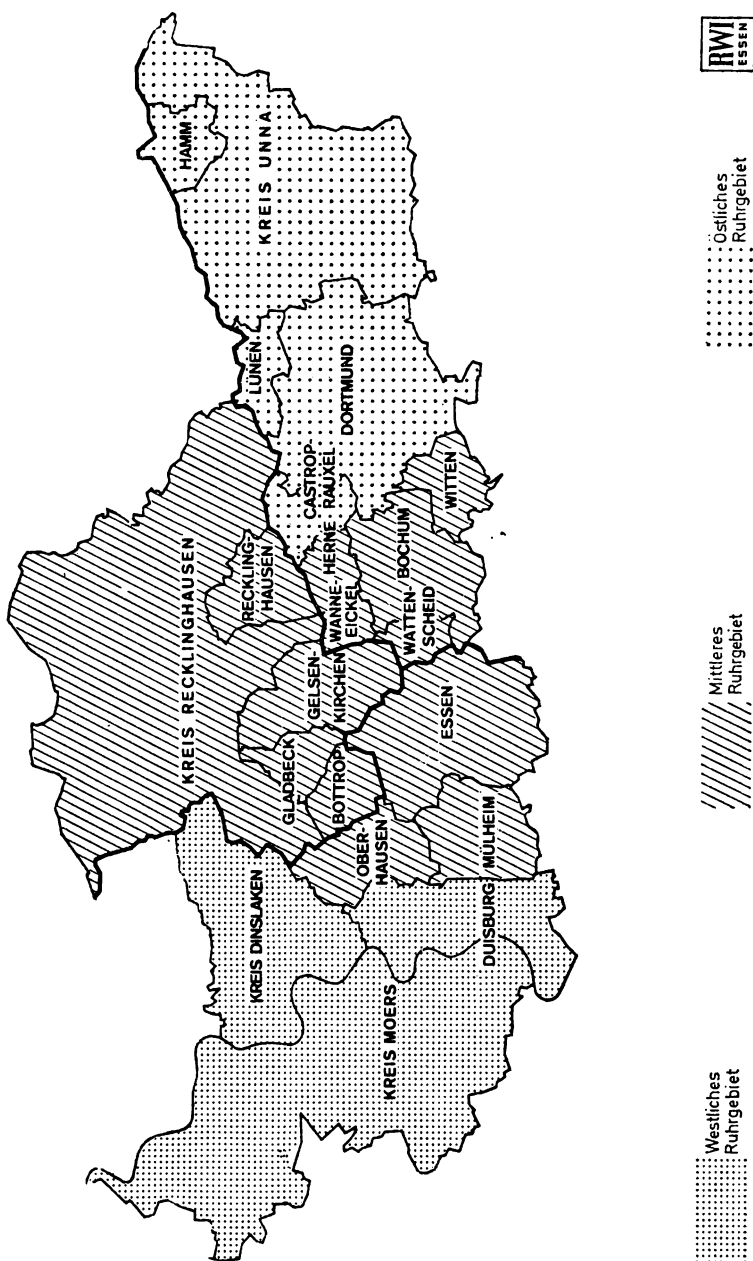 HAMM
KREIS UNNA
LÜNEN
DORTMUND
CASTROP-
RAUXEL
KREIS RECKLINGHAUSEN
RECKLING-
HAUSEN
HERNE
WANNE-
EICKEL
BOCHUM
WATTEN-
SCHEID
WITTEN
GELSEN-
KIRCHEN
GLADBECK
BOTTROP
ESSEN
OBER-
HAUSEN
MÜLHEIM
KREIS DINSLAKEN
DUISBURG
KREIS MOERS
Westliches
Ruhrgebiet
Mittleres
Ruhrgebiet
Östliches
Ruhrgebiet
RWI
ESSEN